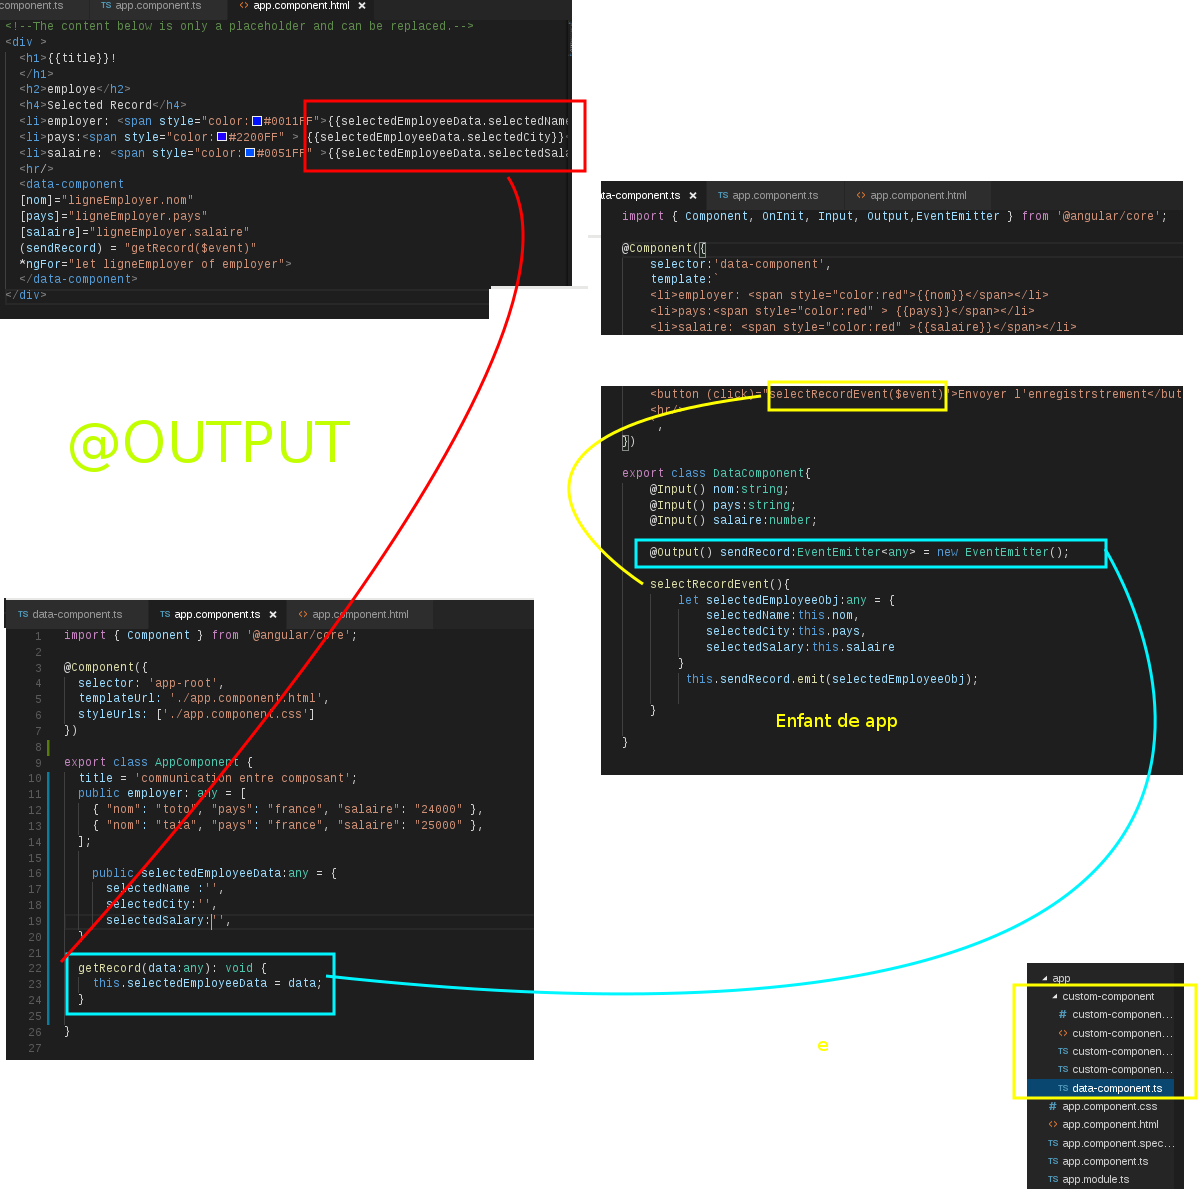 component.ts
TS app.component.ts
<> app.component.html ×
<!--The content below is only a placeholder and can be replaced.-->
<div >
<h1>{{title}}!
</h1>
<h2>employe</h2>
<h4>Selected Record</h4>
<li>employer: <span style="color:#0011FF">{{selectedEmployeeData.selectedName
<li>pays:<span style="color:#2200FF" > {{selectedEmployeeData.selectedCity}}
<li>salaire: <span style="color:#0051FF" >{{selectedEmployeeData.selectedSala
<hr/>
<data-component
[nom]="ligneEmployer.nom"
[pays]="ligneEmployer.pays"
[salaire]="ligneEmployer.salaire"
(sendRecord) = "getRecord($event)"
*ngFor="let ligneEmployer of employer">
</data-component>
</div>
ta-component.ts ×
TS app.component.ts
<> app.component.html
import { Component, OnInit, Input, Output,EventEmitter } from '@angular/core';
@Component({
selector:'data-component',
template:`
<li>employer: <span style="color:red">{{nom}}</span></li>
<li>pays:<span style="color:red" > {{pays}}</span></li>
<li>salaire: <span style="color:red" >{{salaire}}</span></li>
<button (click)="selectRecordEvent($event)">Envoyer l'enregistrstrement</but
<hr/>
`,
})
export class DataComponent{
@Input() nom:string;
@Input() pays:string;
@Input() salaire:number;
@Output() sendRecord:EventEmitter<any> = new EventEmitter();
selectRecordEvent(){
let selectedEmployeeObj:any = {
selectedName:this.nom,
selectedCity:this.pays,
selectedSalary:this.salaire
}
this.sendRecord.emit(selectedEmployeeObj);
}
Enfant de app
}
@OUTPUT
TS data-component.ts
TS app.component.ts ×
<> app.component.html
1 import { Component } from '@angular/core';
2
3 @Component({
4 selector: 'app-root',
5 templateUrl: './app.component.html',
6 styleUrls: ['./app.component.css']
7 })
8
9 export class AppComponent {
10 title = 'communication entre composant';
11 public employer: any = [
12 { "nom": "toto", "pays": "france", "salaire": "24000" },
13 { "nom": "tata", "pays": "france", "salaire": "25000" },
14 ];
15
16 public selectedEmployeeData:any = {
17 selectedName :'',
18 selectedCity:'',
19 selectedSalary:'',
20 }
21
22 getRecord(data:any): void {
23 this.selectedEmployeeData = data;
24 }
25
26 }
27
e
app
custom-component
# custom-componen...
<> custom-componen...
TS custom-componen...
TS custom-componen...
TS data-component.ts
# app.component.css
<> app.component.html
TS app.component.spec...
TS app.component.ts
TS app.module.ts